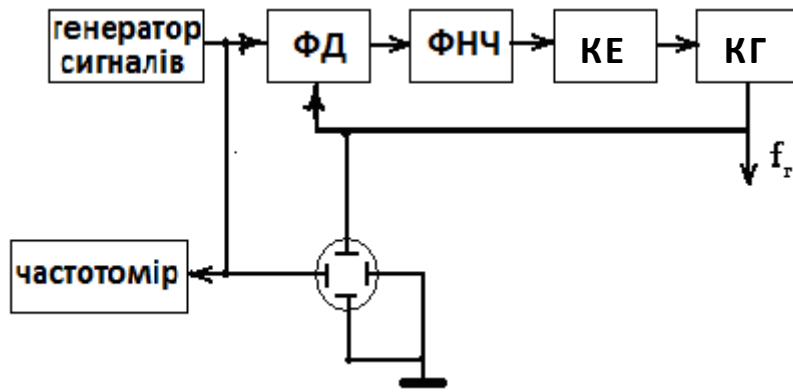 генератор
сигналів
ФД
ФНЧ
КЕ
КГ
fг
частотомір